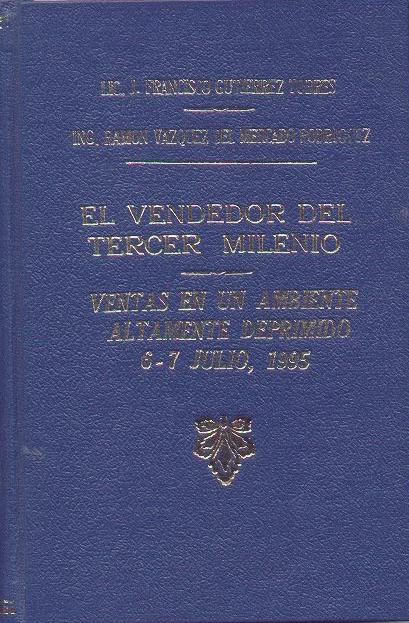 LIC. J. FRANCISCO GUTIERREZ TORRES
ING. RAMON VAZQUEZ DEL MERCADO RODRIGUEZ
EL VENDEDOR DEL
TERCER MILENIO
VENTAS EN UN AMBIENTE
ALTAMENTE DEPRIMIDO
6-7 JULIO, 1995